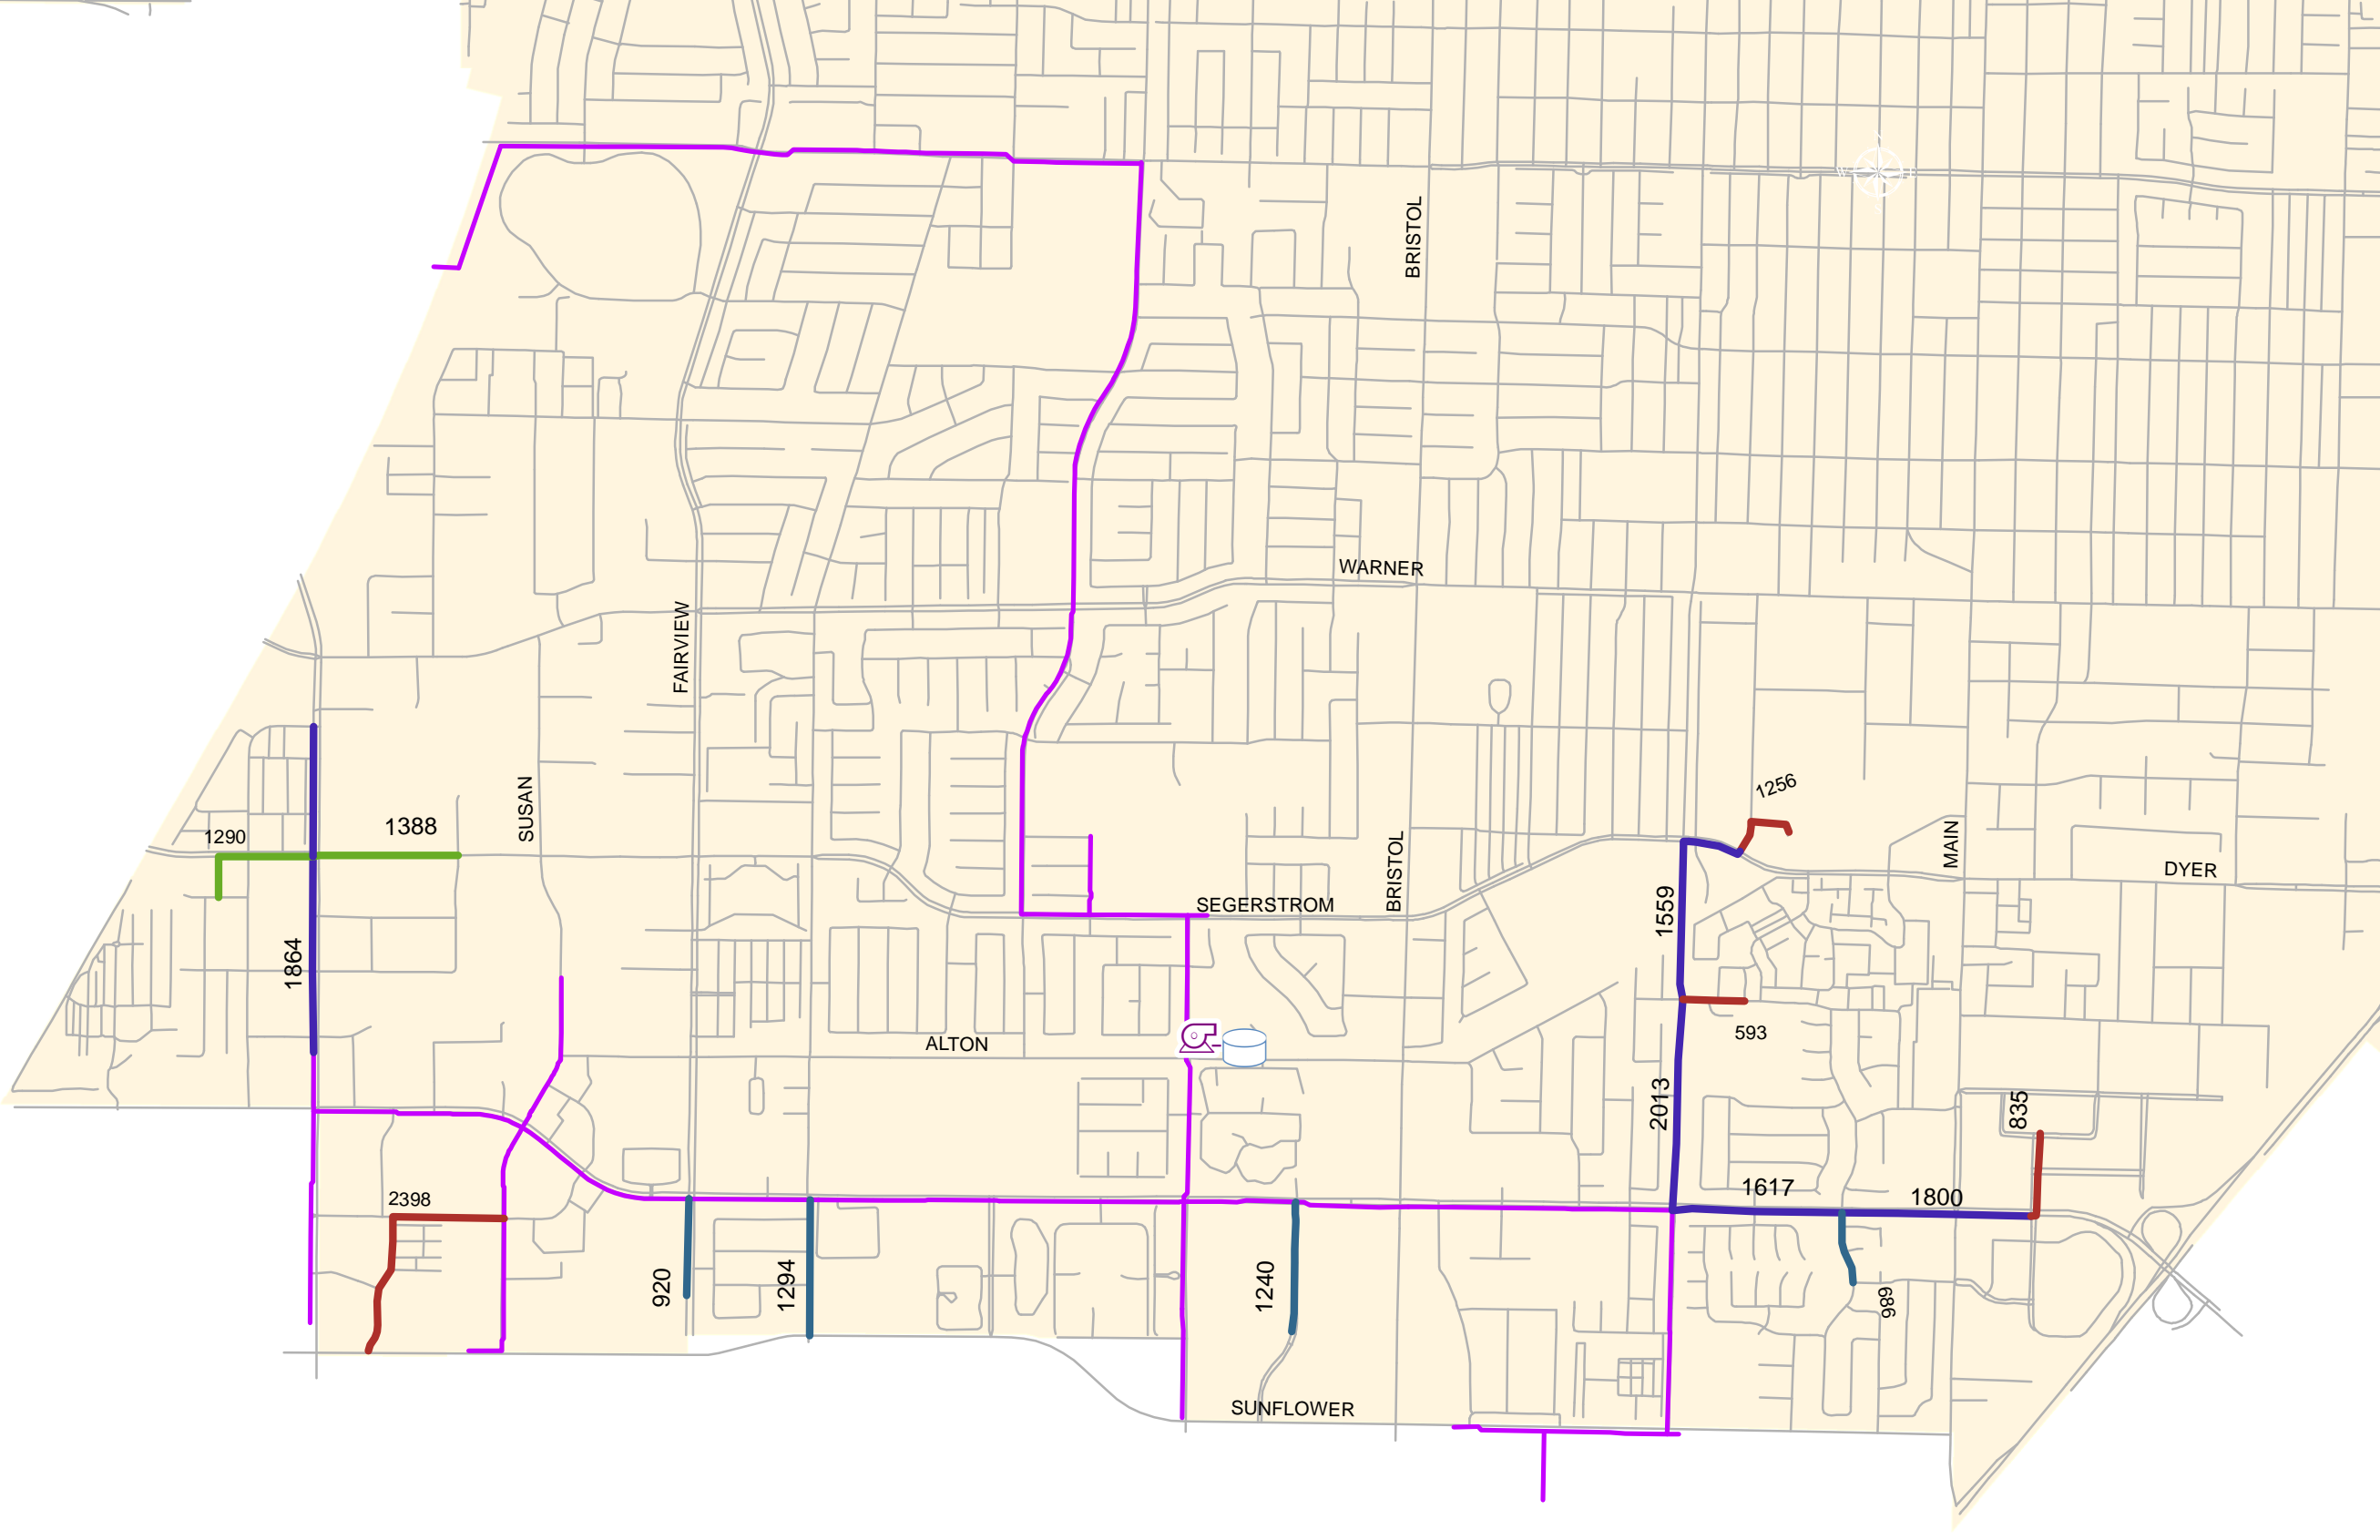 BRISTOL
WARNER
FAIRVIEW
SUSAN
1256
1290
1388
MAIN
BRISTOL
DYER
SEGERSTROM
1559
1864
593
ALTON
2013
835
2398
1617
1800
920
1294
1240
986
SUNFLOWER